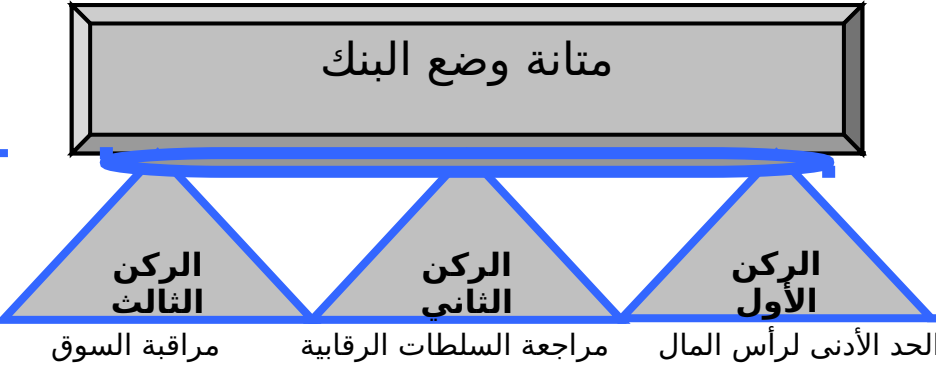 متانة وضع البنك
الركن
الأول
الركن
الثاني
الركن
الثالث
الحد الأدنى لرأس المال
مراجعة السلطات الرقابية
مراقبة السوق